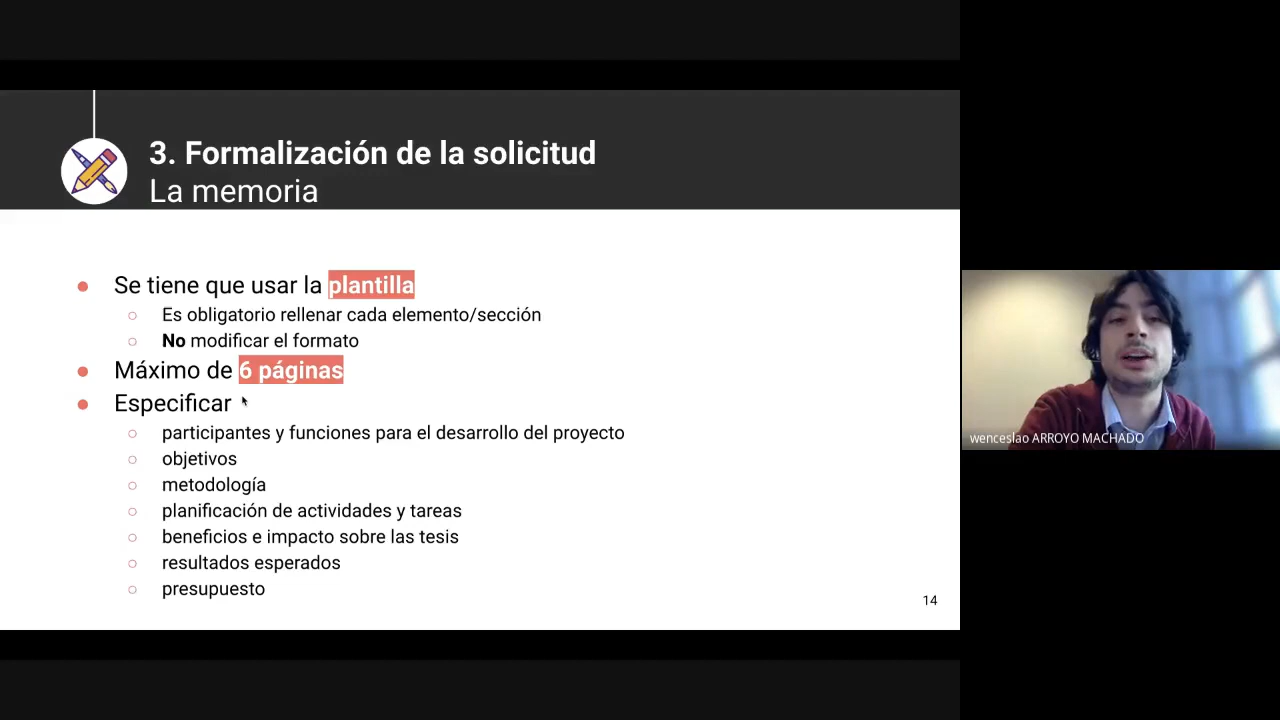 3. Formalización de la solicitud
La memoria
Se tiene que usar la plantilla
Es obligatorio rellenar cada elemento/sección
No modificar el formato
Máximo de 6 páginas
Especificar
participantes y funciones para el desarrollo del proyecto
objetivos
metodología
planificación de actividades y tareas
beneficios e impacto sobre las tesis
resultados esperados
presupuesto
14
wenceslao ARROYO MACHADO